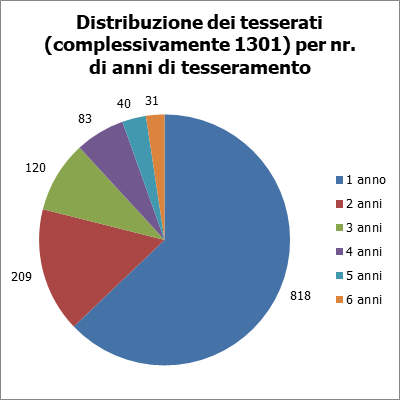 Distribuzione dei tesserati
(complessivamente 1301) per nr.
di anni di tesseramento
31
40
83
120
209
818
1 anno
2 anni
3 anni
4 anni
5 anni
6 anni